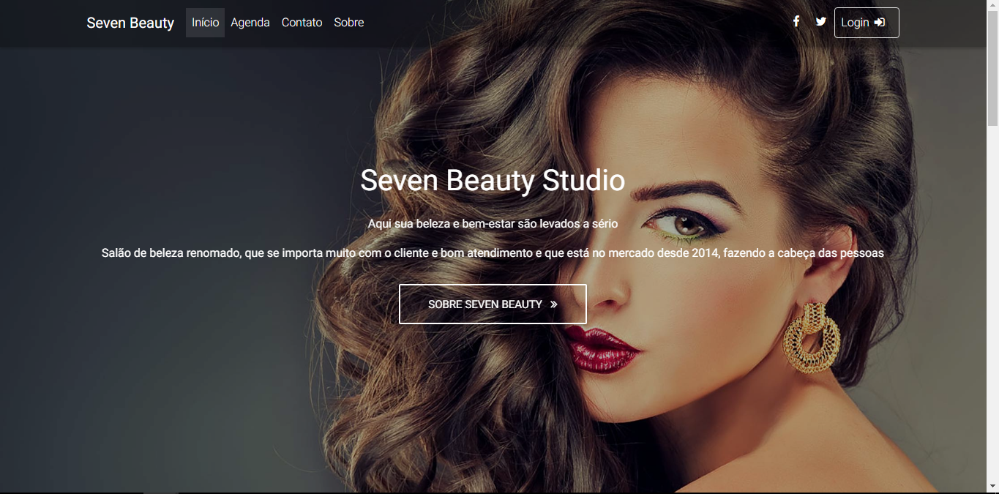 Seven Beauty Início Agenda Contato Sobre Login
Seven Beauty Studio
Aqui sua beleza e bem-estar são levados a sério
Salão de beleza renomado, que se importa muito com o cliente e bom atendimento e que está no mercado desde 2014, fazendo a cabeça das pessoas
SOBRE SEVEN BEAUTY »